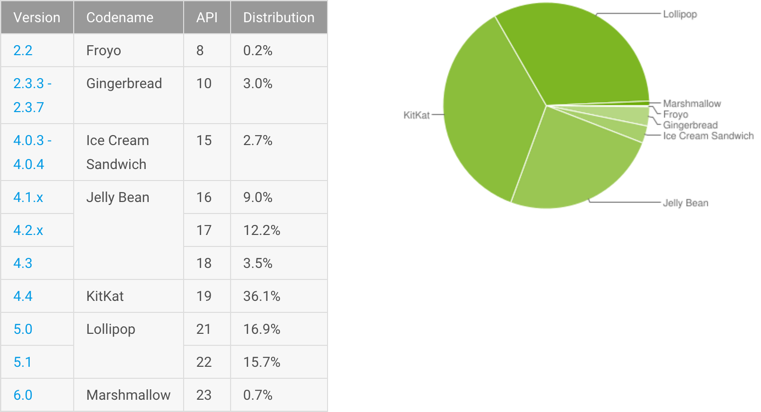 Version Codename API Distribution
2.2 Froyo 8 0.2%
2.3.3 - Gingerbread 10 3.0%
2.3.7
4.0.3 - Ice Cream 15 2.7%
4.0.4 Sandwich
4.1.x Jelly Bean 16 9.0%
4.2.x 17 12.2%
4.3 18 3.5%
4.4 KitKat 19 36.1%
5.0 Lollipop 21 16.9%
5.1 22 15.7%
6.0 Marshmallow 23 0.7%
Lollipop
Marshmallow
Froyo
KitKat
Gingerbread
Ice Cream Sandwich
Jelly Bean